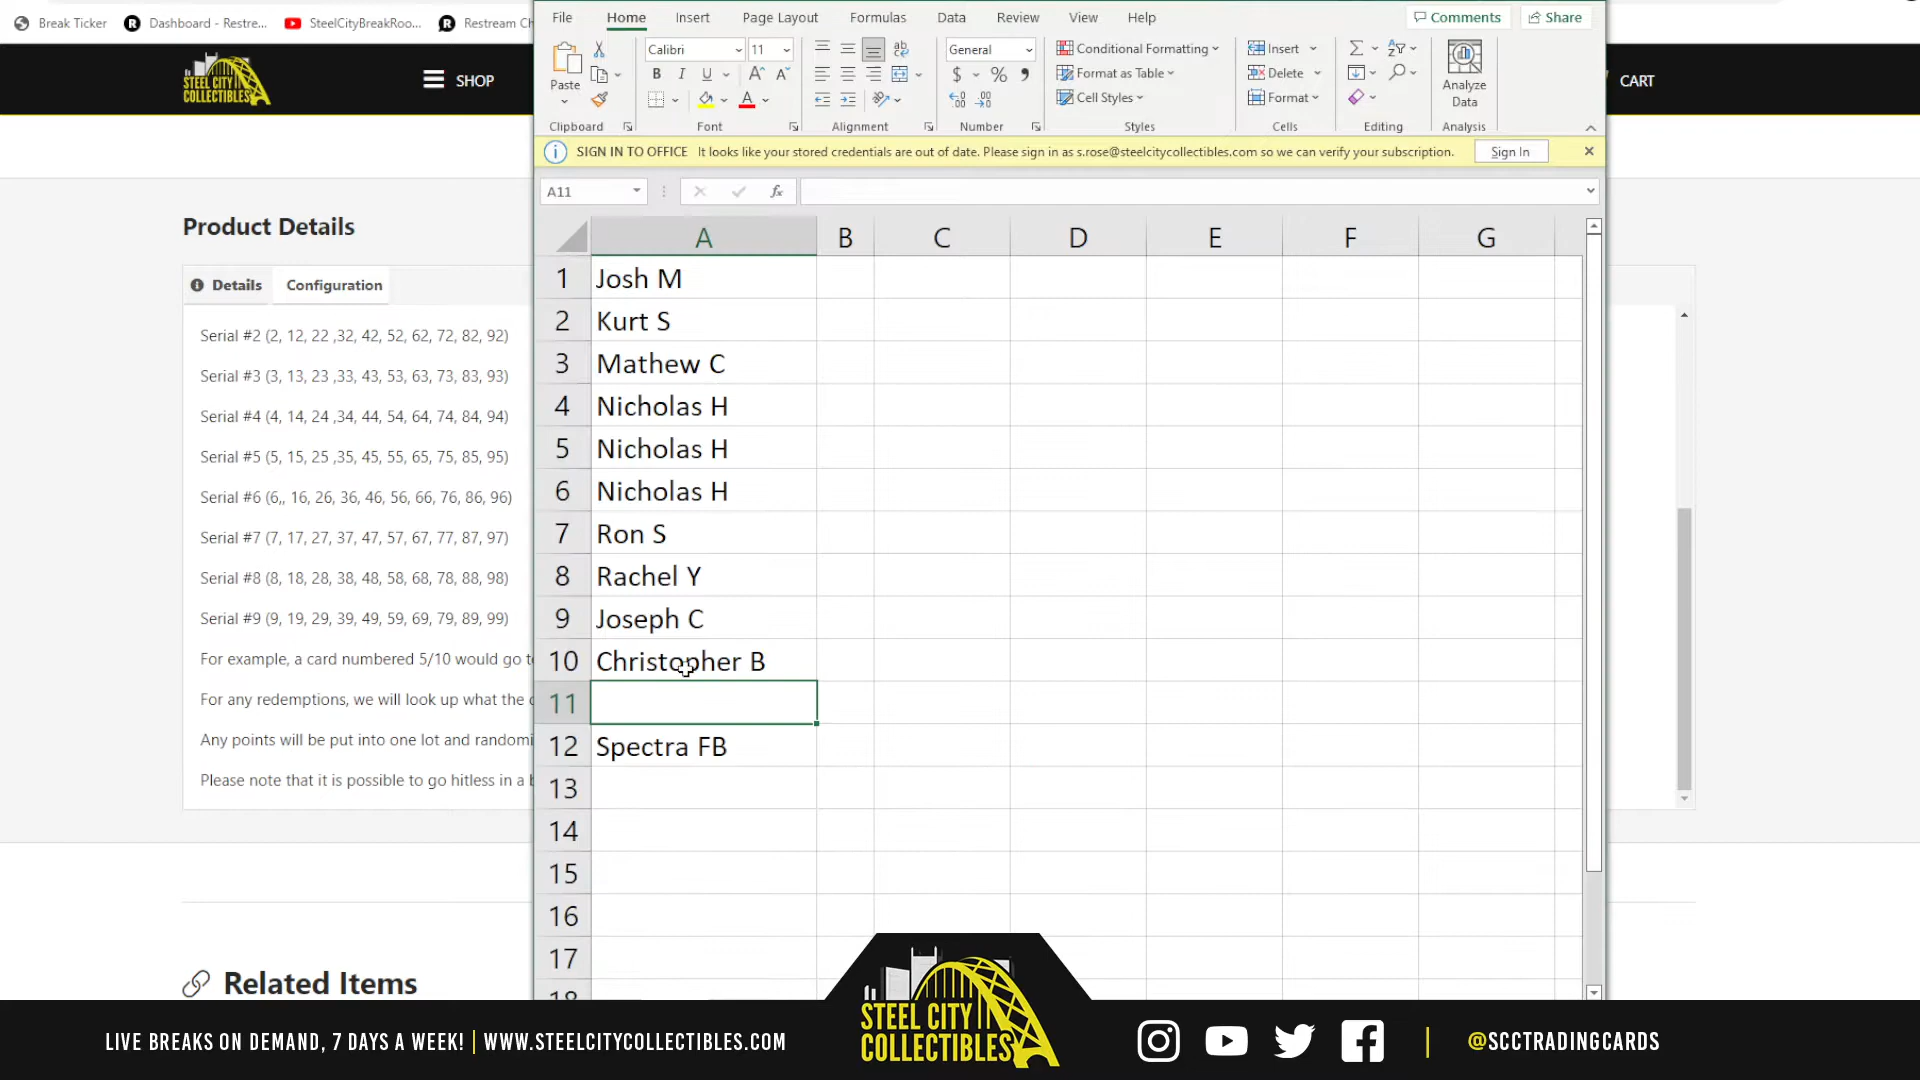 Break Ticker
Dashboard - Restre...
SteelCityBreakRoo...
Restream Ch
STEEL CITY
COLLECTIBLES
SHOP
CART
File Home Insert Page Layout Formulas Data Review View Help
Comments Share
Paste
Calibri 11
B I U
General
$ % ,
Conditional Formatting
Format as Table
Cell Styles
Insert
Delete
Format
Analyze
Data
Clipboard Font Alignment Number Styles Cells Editing Analysis
SIGN IN TO OFFICE It looks like your stored credentials are out of date. Please sign in as s.rose@steelcitycollectibles.com so we can verify your subscription. Sign In
A11 fx
A B C D E F G
1 Josh M
2 Kurt S
3 Mathew C
4 Nicholas H
5 Nicholas H
6 Nicholas H
7 Ron S
8 Rachel Y
9 Joseph C
10 Christopher B
11
12 Spectra FB
13
14
15
16
17
18
Product Details
Details Configuration
Serial #2 (2, 12, 22 ,32, 42, 52, 62, 72, 82, 92)
Serial #3 (3, 13, 23 ,33, 43, 53, 63, 73, 83, 93)
Serial #4 (4, 14, 24 ,34, 44, 54, 64, 74, 84, 94)
Serial #5 (5, 15, 25 ,35, 45, 55, 65, 75, 85, 95)
Serial #6 (6,, 16, 26, 36, 46, 56, 66, 76, 86, 96)
Serial #7 (7, 17, 27, 37, 47, 57, 67, 77, 87, 97)
Serial #8 (8, 18, 28, 38, 48, 58, 68, 78, 88, 98)
Serial #9 (9, 19, 29, 39, 49, 59, 69, 79, 89, 99)
For example, a card numbered 5/10 would go t
For any redemptions, we will look up what the
Any points will be put into one lot and randomi
Please note that it is possible to go hitless in a
Related Items
LIVE BREAKS ON DEMAND, 7 DAYS A WEEK! | WWW.STEELCITYCOLLECTIBLES.COM
STEEL CITY
COLLECTIBLES
@SCCTRADINGCARDS